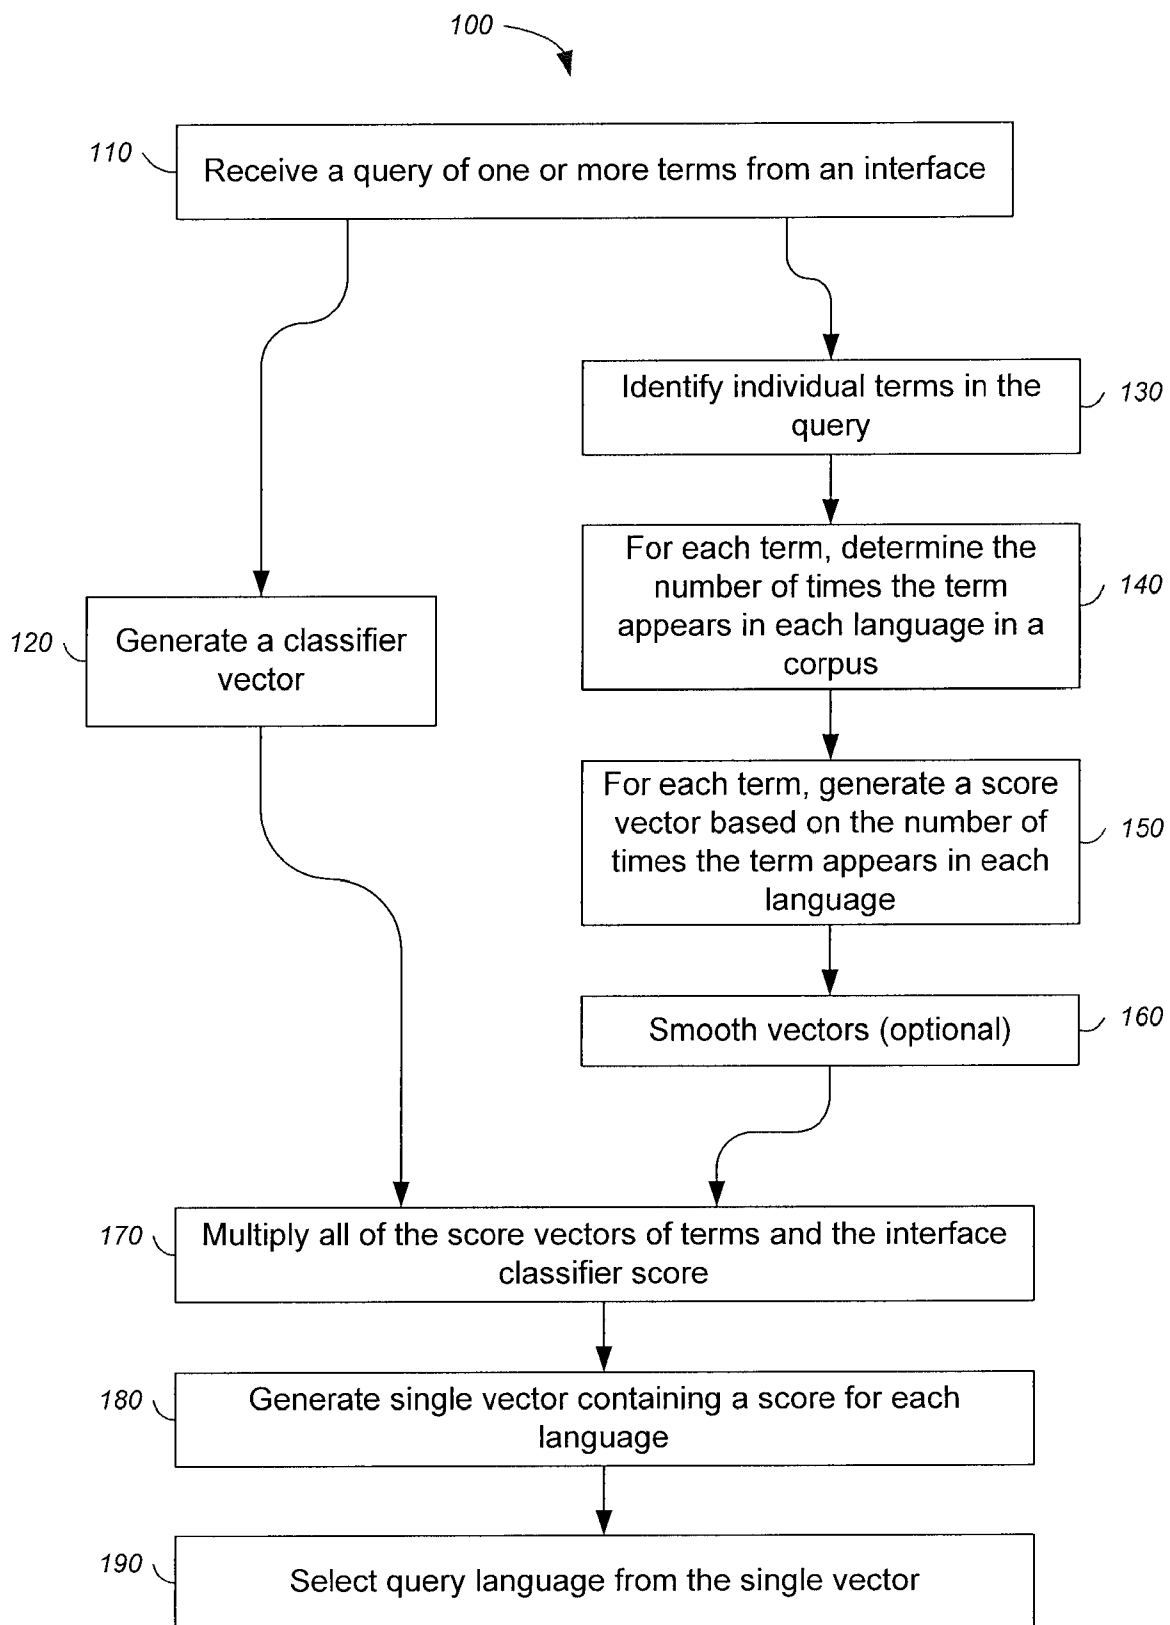 100
110
Receive a query of one or more terms from an interface
Identify individual terms in the
query
130
For each term, determine the
number of times the term
appears in each language in a
corpus
140
120
Generate a classifier
vector
For each term, generate a score
vector based on the number of
times the term appears in each
language
150
Smooth vectors (optional)
160
170
Multiply all of the score vectors of terms and the interface
classifier score
180
Generate single vector containing a score for each
language
190
Select query language from the single vector